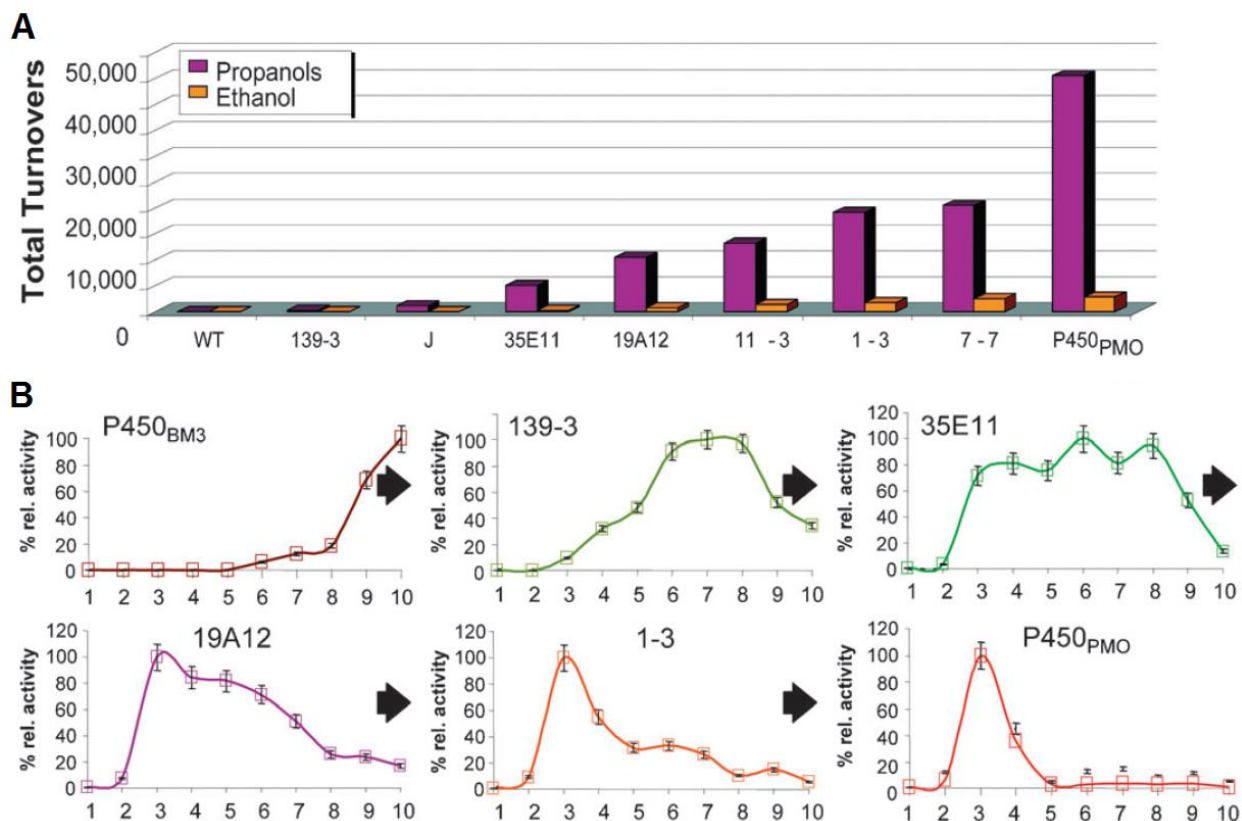 A
Total Turnovers
50,000
40,000
30,000
20,000
10,000
0
Propanols
Ethanol
WT 139-3 J 35E11 19A12 11 -3 1 - 3 7 - 7 P450PMO
B
P450BM3
% rel. activity
100
80
60
40
20
0
1 2 3 4 5 6 7 8 9 10
139-3
% rel. activity
100
80
60
40
20
0
1 2 3 4 5 6 7 8 9 10
35E11
% rel. activity
120
100
80
60
40
20
0
1 2 3 4 5 6 7 8 9 10
19A12
% rel. activity
120
100
80
60
40
20
0
1 2 3 4 5 6 7 8 9 10
1-3
% rel. activity
120
100
80
60
40
20
0
1 2 3 4 5 6 7 8 9 10
P450PMO
% rel. activity
120
100
80
60
40
20
0
1 2 3 4 5 6 7 8 9 10